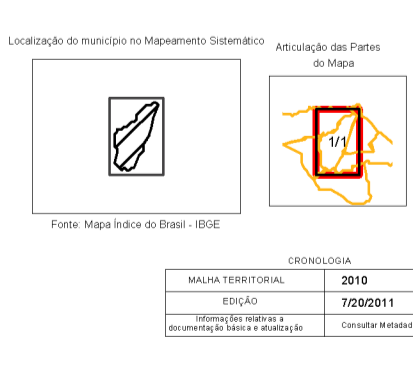 Localização do município no Mapeamento Sistemático
Articulação das Partes
do Mapa
1/1
Fonte: Mapa Índice do Brasil - IBGE
CRONOLOGIA
MALHA TERRITORIAL 2010
EDIÇÃO 7/20/2011
Informações relativas a
documentação básica e atualização Consultar Metadad